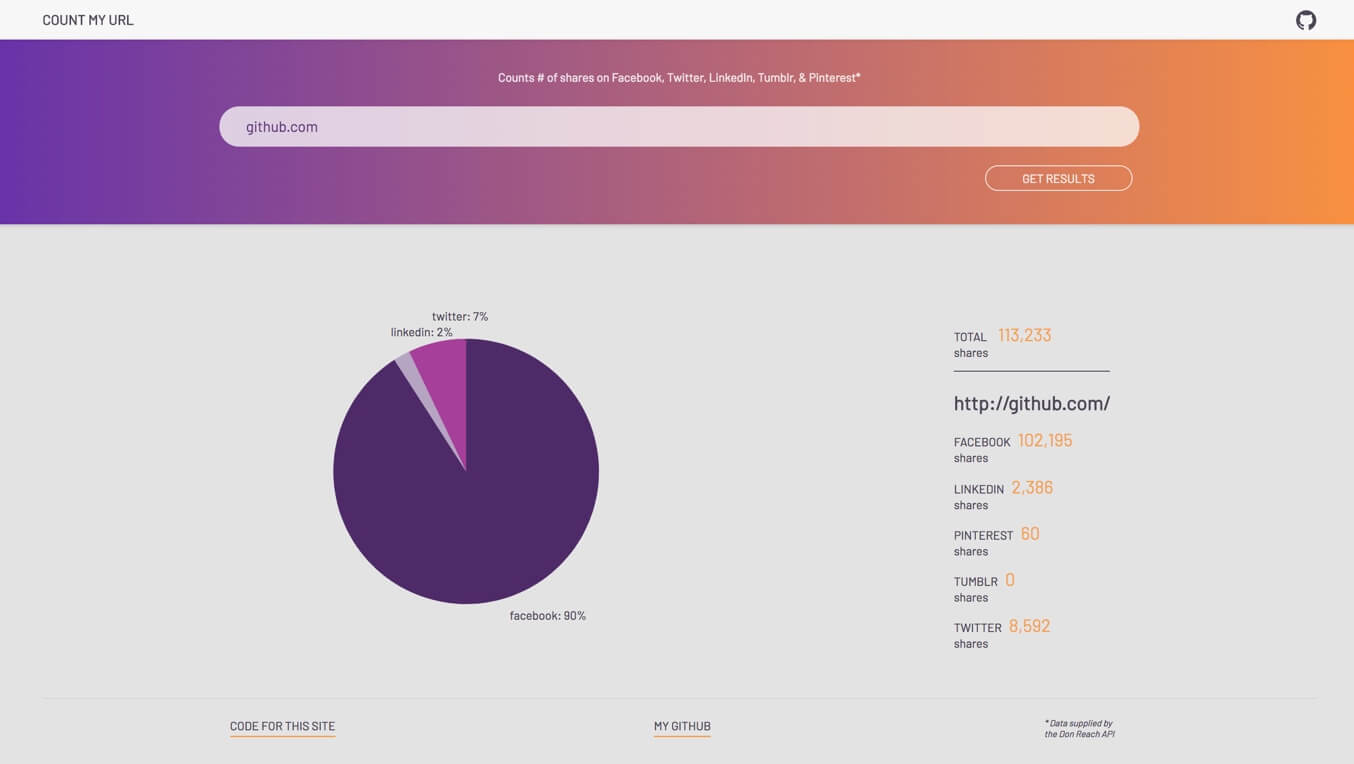 COUNT MY URL
Counts # of shares on Facebook, Twitter, LinkedIn, Tumblr, & Pinterest*
github.com
GET RESULTS
twitter: 7%
linkedin: 2%
facebook: 90%
TOTAL 113,233
shares
http://github.com/
FACEBOOK 102,195
shares
LINKEDIN 2,386
shares
PINTEREST 60
shares
TUMBLR 0
shares
TWITTER 8,592
shares
CODE FOR THIS SITE
MY GITHUB
* Data supplied by
the Don Reach API